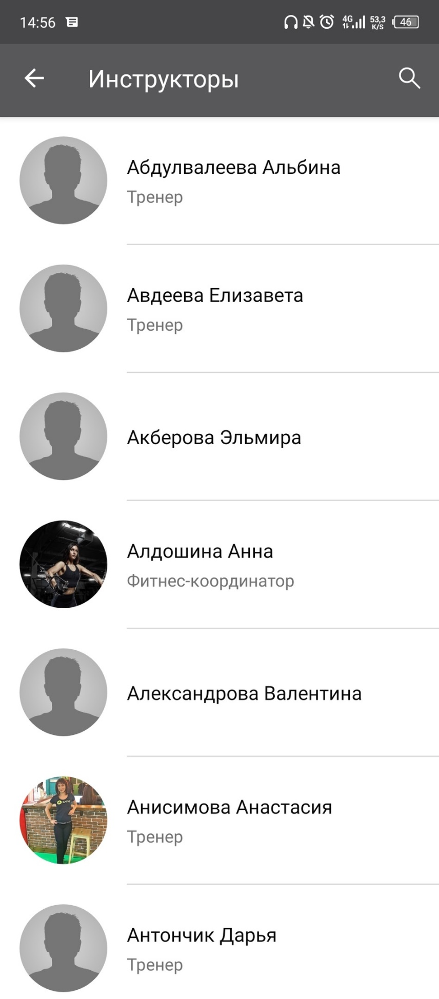 14:56 4G 53,3 K/S 46
Инструкторы
Абдулвалеева Альбина
Тренер
Авдеева Елизавета
Тренер
Акберова Эльмира
Алдошина Анна
Фитнес-координатор
Александрова Валентина
GYM
Анисимова Анастасия
Тренер
Антончик Дарья
Тренер